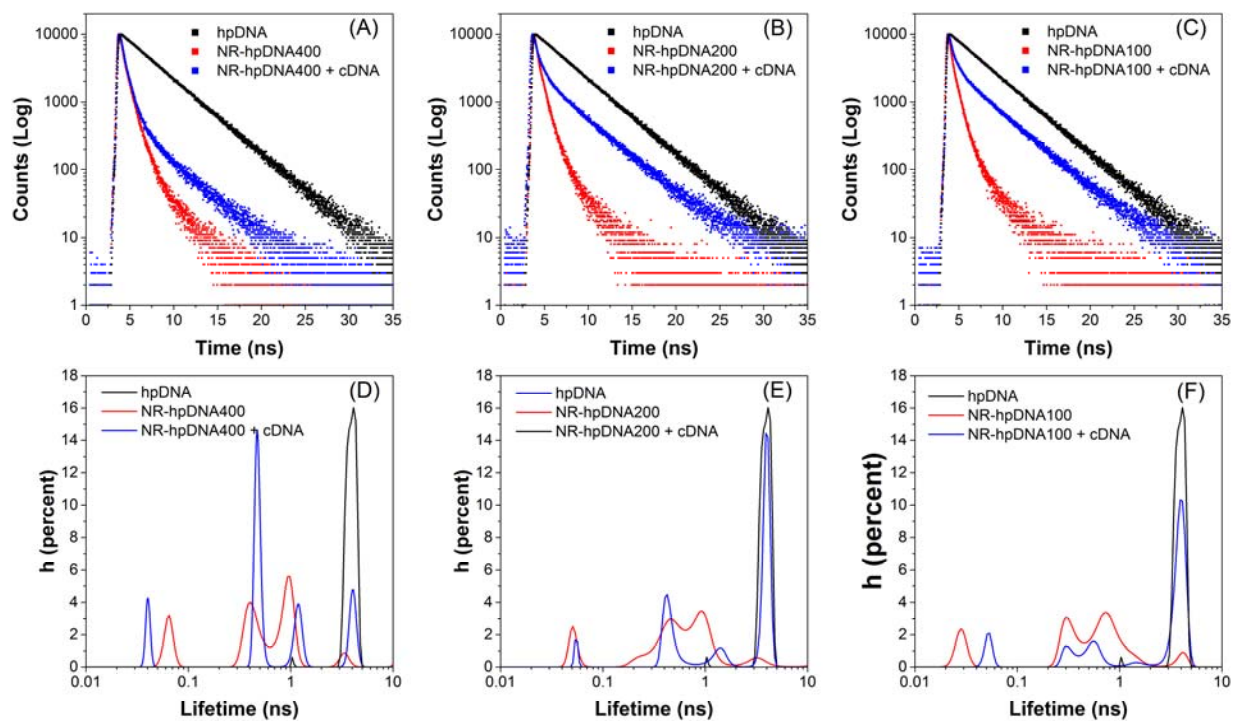 (A)
hpDNA
NR-hpDNA400
NR-hpDNA400 + cDNA
Counts (Log)
10000
1000
100
10
1
0 5 10 15 20 25 30 35
Time (ns)
(B)
hpDNA
NR-hpDNA200
NR-hpDNA200 + cDNA
Counts (Log)
10000
1000
100
10
1
0 5 10 15 20 25 30 35
Time (ns)
(C)
hpDNA
NR-hpDNA100
NR-hpDNA100 + cDNA
Counts (Log)
10000
1000
100
10
1
0 5 10 15 20 25 30 35
Time (ns)
(D)
hpDNA
NR-hpDNA400
NR-hpDNA400 + cDNA
h (percent)
18
16
14
12
10
8
6
4
2
0
0.01 0.1 1 10
Lifetime (ns)
(E)
hpDNA
NR-hpDNA200
NR-hpDNA200 + cDNA
h (percent)
18
16
14
12
10
8
6
4
2
0
0.01 0.1 1 10
Lifetime (ns)
(F)
hpDNA
NR-hpDNA100
NR-hpDNA100 + cDNA
h (percent)
18
16
14
12
10
8
6
4
2
0
0.01 0.1 1 10
Lifetime (ns)